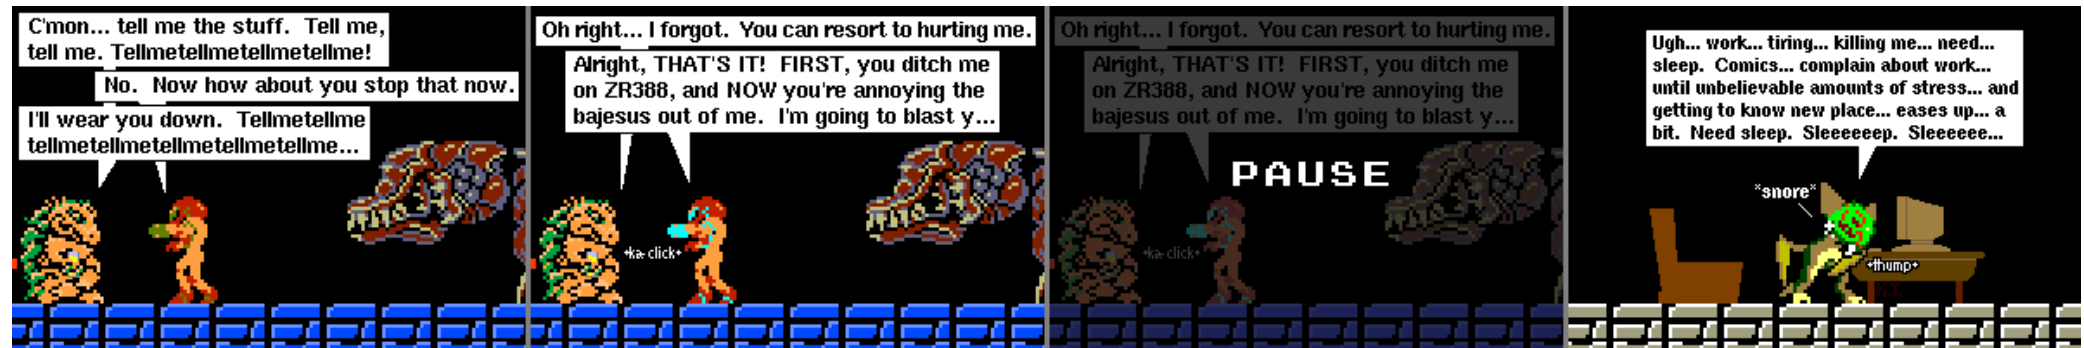 C'mon... tell me the stuff.  Tell me,
tell me.  Tellmetellmetellmetellme!
No.  Now how about you stop that now.
I'll wear you down.  Tellmetellme
tellmetellmetellmetellmetellme...
Oh right... I forgot.  You can resort to hurting me.
Alright, THAT'S IT!  FIRST, you ditch me
on ZR388, and NOW you're annoying the
bajesus out of me.  I'm going to blast y...
*ka-click*
Oh right... I forgot.  You can resort to hurting me.
Alright, THAT'S IT!  FIRST, you ditch me
on ZR388, and NOW you're annoying the
bajesus out of me.  I'm going to blast y...
PAUSE
*ka-click*
Ugh... work... tiring... killing me... need...
sleep.  Comics... complain about work...
until unbelievable amounts of stress... and
getting to know new place... eases up... a
bit.  Need sleep.  Sleeeeeep.  Sleeeeee...
*snore*
*thump*